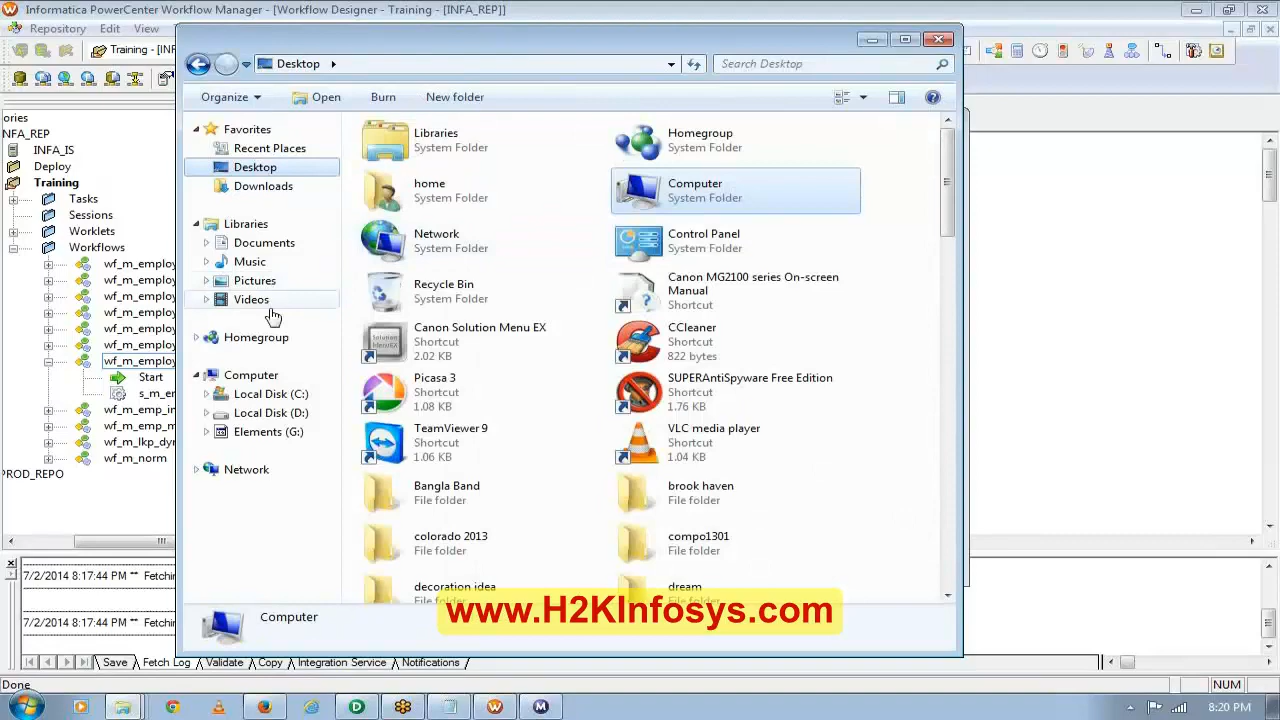 Informatica PowerCenter Workflow Manager - [Workflow Designer - Training - [INFA_REP]]
Repository Edit View
Training - [INF
Desktop
Search Desktop
Organize Open Burn New folder
ories
NFA_REP
INFA_IS
Deploy
Training
Tasks
Sessions
Worklets
Workflows
wf_m_employ
wf_m_employ
wf_m_employ
wf_m_employ
wf_m_employ
wf_m_employ
wf_m_employ
Start
s_m_er
wf_m_emp_in
wf_m_emp_m
wf_m_lkp_dyn
wf_m_norm
PROD_REPO
Favorites
Recent Places
Desktop
Downloads
Libraries
Documents
Music
Pictures
Videos
Homegroup
Computer
Local Disk (C:)
Local Disk (D:)
Elements (G:)
Network
Libraries
System Folder
Homegroup
System Folder
home
System Folder
Computer
System Folder
Network
System Folder
Control Panel
System Folder
Recycle Bin
System Folder
Canon MG2100 series On-screen
Manual
Shortcut
Canon Solution Menu EX
Shortcut
2.02 KB
CCleaner
Shortcut
822 bytes
Picasa 3
Shortcut
1.08 KB
SUPERAntiSpyware Free Edition
Shortcut
1.76 KB
TeamViewer 9
Shortcut
1.06 KB
VLC media player
Shortcut
1.04 KB
Bangla Band
File folder
brook haven
File folder
colorado 2013
File folder
compo1301
File folder
decoration idea
dream
www.H2KInfosys.com
Computer
7/2/2014 8:17:44 PM ** Fetchin
7/2/2014 8:17:44 PM ** Fetchin
Save Fetch Log Validate Copy Integration Service Notifications
Done
NUM
8:20 PM